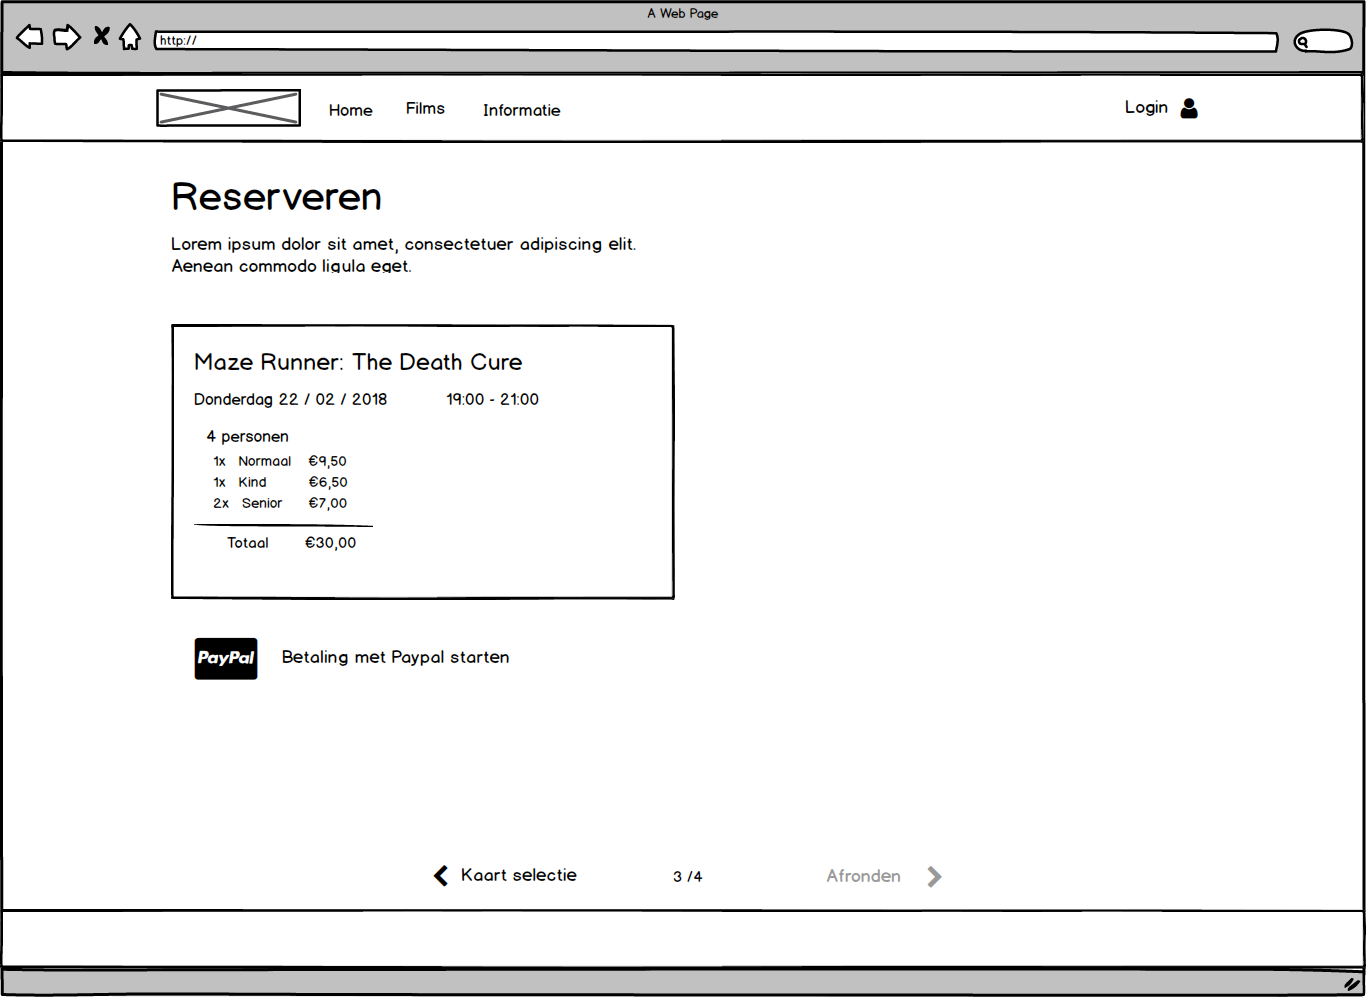 A Web Page
http://
Home Films Informatie Login
Reserveren
Lorem ipsum dolor sit amet, consectetuer adipiscing elit.
Aenean commodo ligula eget.
Maze Runner: The Death Cure
Donderdag 22 / 02 / 2018 19:00 - 21:00
4 personen
1x Normaal €9,50
1x Kind €6,50
2x Senior €7,00
Totaal €30,00
PayPal Betaling met Paypal starten
Kaart selectie 3 /4 Afronden